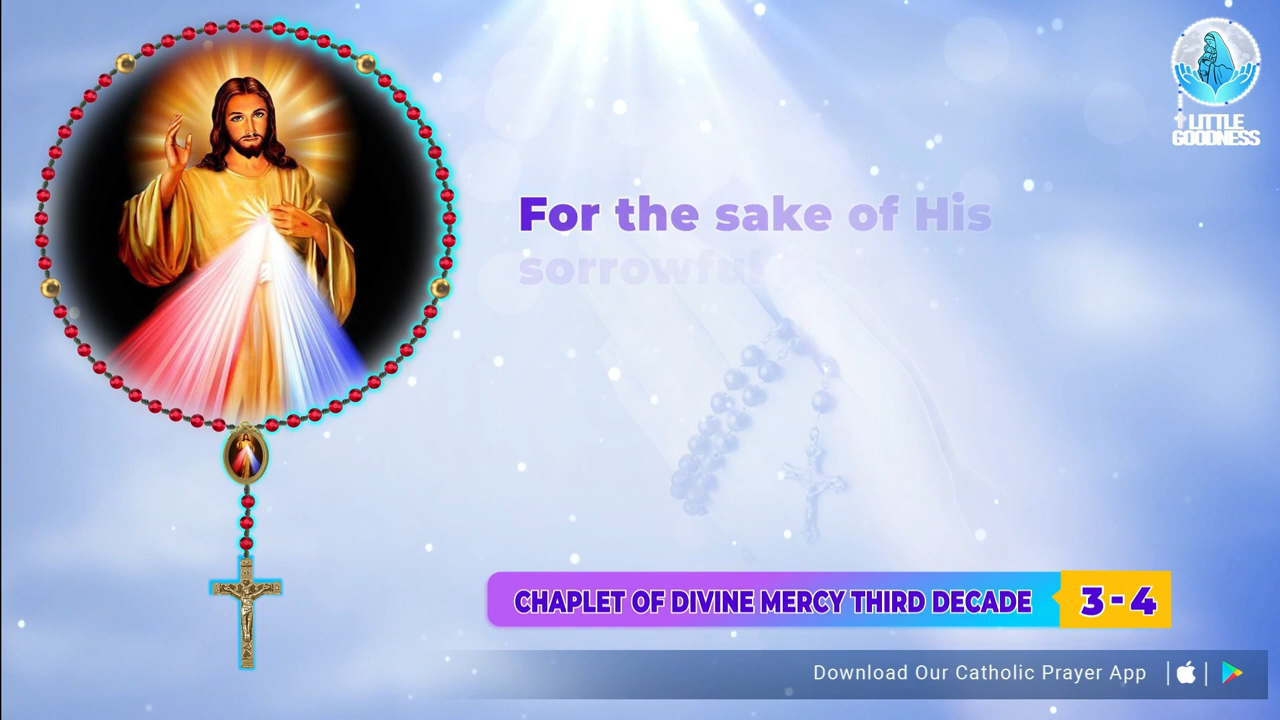 LITTLE
GOODNESS
For the sake of His
sorrowful
CHAPLET OF DIVINE MERCY THIRD DECADE
3-4
Download Our Catholic Prayer App